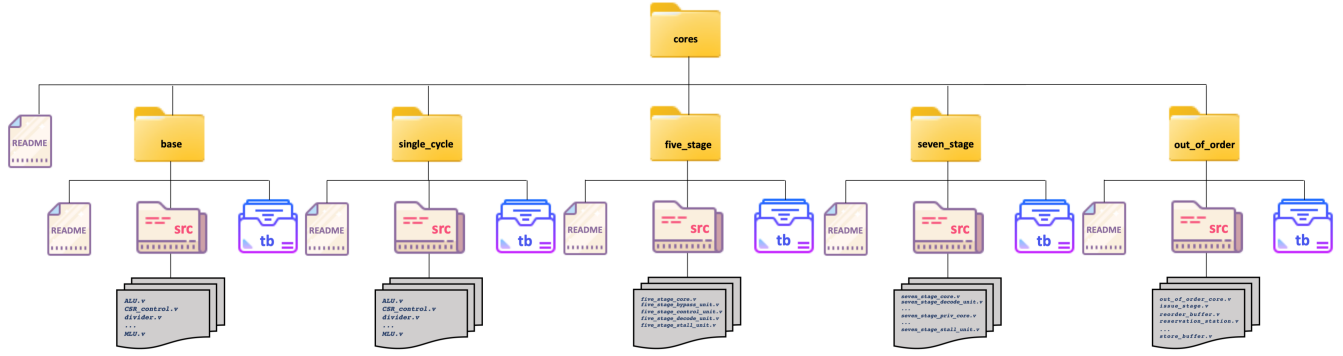 cores
README
base
single_cycle
five_stage
seven_stage
out_of_order
README
src
tb
README
src
tb
README
src
tb
README
src
tb
README
src
tb
ALU.v
CSR_control.v
divider.v
...
MLU.v
ALU.v
CSR_control.v
divider.v
...
MLU.v
five_stage_core.v
five_stage_bypass_unit.v
five_stage_control_unit.v
five_stage_decode_unit.v
five_stage_stall_unit.v
seven_stage_core.v
seven_stage_decode_unit.v
...
seven_stage_priv_core.v
...
seven_stage_stall_unit.v
out_of_order_core.v
issue_stage.v
reorder_buffer.v
reservation_station.v
...
store_buffer.v